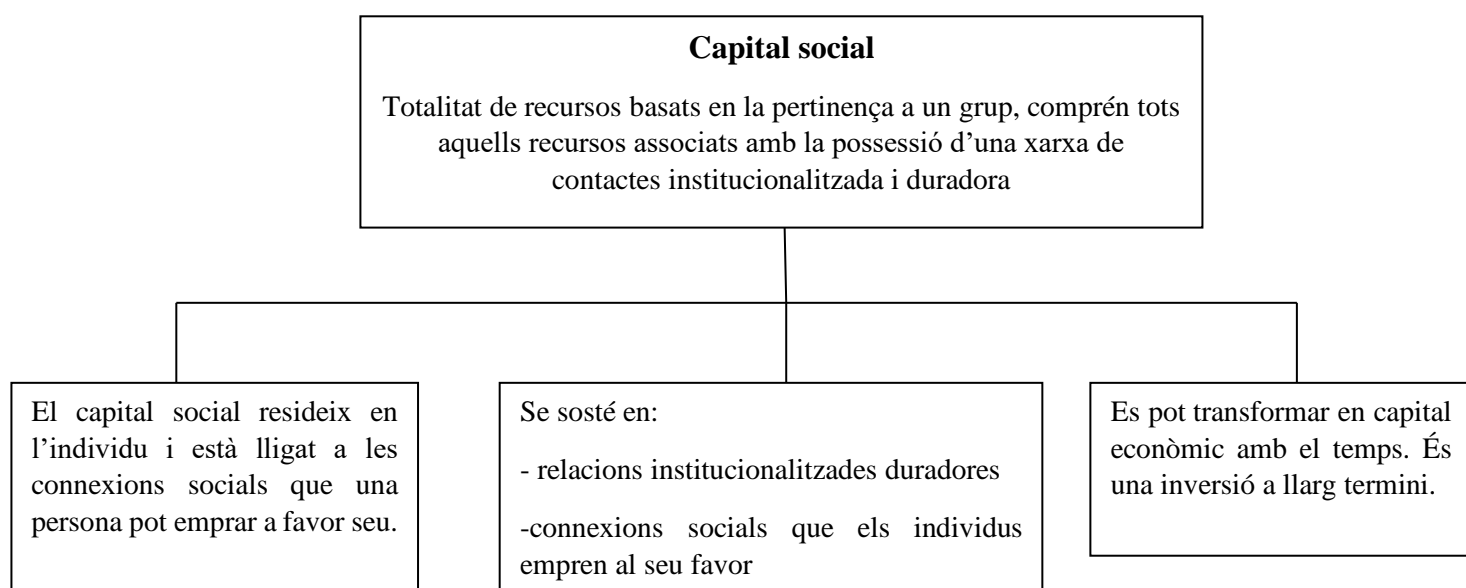 Capital social
Totalitat de recursos basats en la pertinença a un grup, comprén tots
aquells recursos associats amb la possessió d’una xarxa de
contactes institucionalitzada i duradora
El capital social resideix en
l’individu i està lligat a les
connexions socials que una
persona pot emprar a favor seu.
Se sosté en:
- relacions institucionalitzades duradores
-connexions socials que els individus
empren al seu favor
Es pot transformar en capital
econòmic amb el temps. És
una inversió a llarg termini.